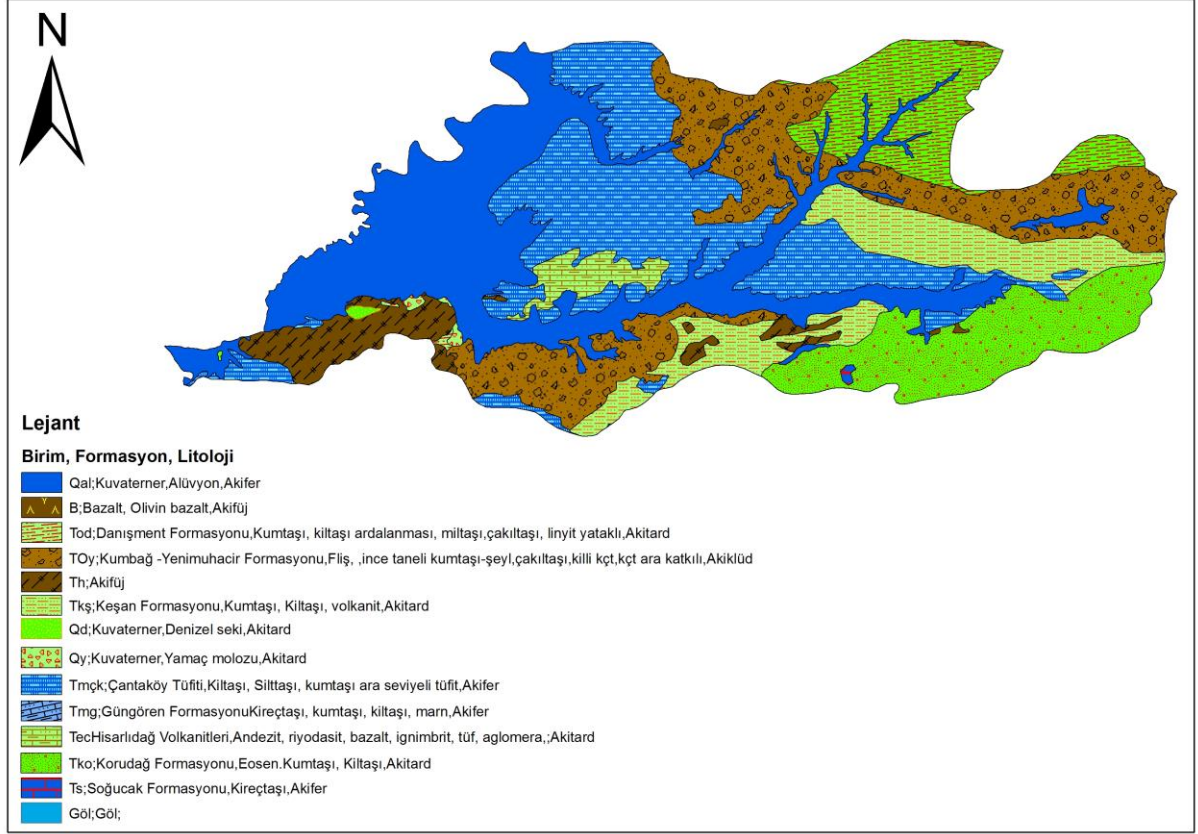 N
Lejant
Birim, Formasyon, Litoloji
Qal;Kuvaterner,Alüvyon,Akifer
B;Bazalt, Olivin bazalt,Akifüj
Tod;Danışment Formasyonu,Kumtaşı, kiltaşı ardalanması, miltaşı,çakıltaşı, linyit yataklı,Akitard
TOy;Kumbağ -Yenimuhacir Formasyonu,Fliş, ,ince taneli kumtaşı-şeyl,çakıltaşı,killi kçt,kçt ara katkılı,Akiklüd
Th;Akifüj
Tkş;Keşan Formasyonu,Kumtaşı, Kiltaşı, volkanit,Akitard
Qd;Kuvaterner,Denizel seki,Akitard
Qy;Kuvaterner,Yamaç molozu,Akitard
Tmçk;Çantaköy Tüfiti,Kiltaşı, Silttaşı, kumtaşı ara seviyeli tüfit,Akifer
Tmg;Güngören FormasyonuKireçtaşı, kumtaşı, kiltaşı, marn,Akifer
TecHisarlıdağ Volkanitleri,Andezit, riyodasit, bazalt, ignimbrit, tüf, aglomera,;Akitard
Tko;Korudağ Formasyonu,Eosen.Kumtaşı, Kiltaşı,Akitard
Ts;Soğucak Formasyonu,Kireçtaşı,Akifer
Göl;Göl;